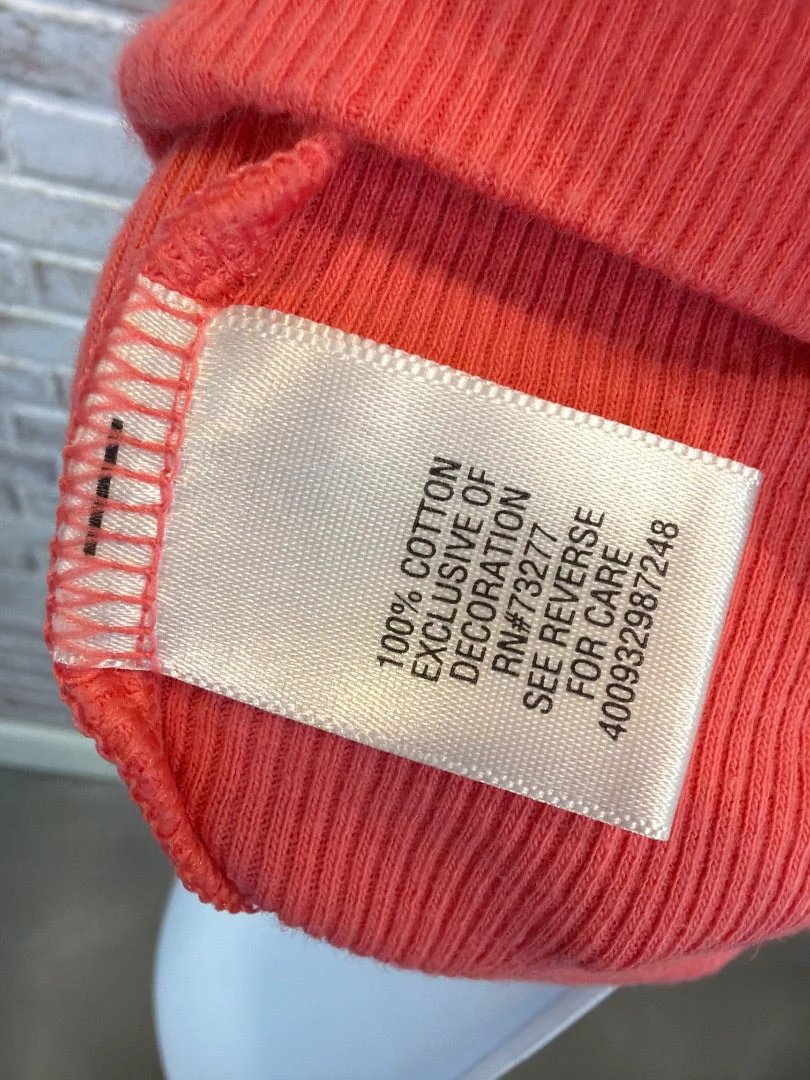 100% COTTON
EXCLUSIVE OF
DECORATION
RN#73277
SEE REVERSE
FOR CARE
400932987248